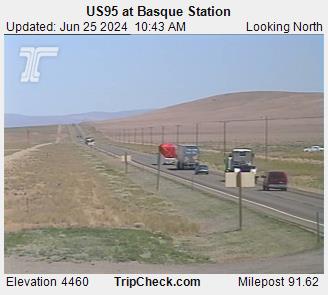 US95 at Basque Station
Updated: Jun 25 2024 10:43 AM Looking North
Elevation 4460 TripCheck.com Milepost 91.62